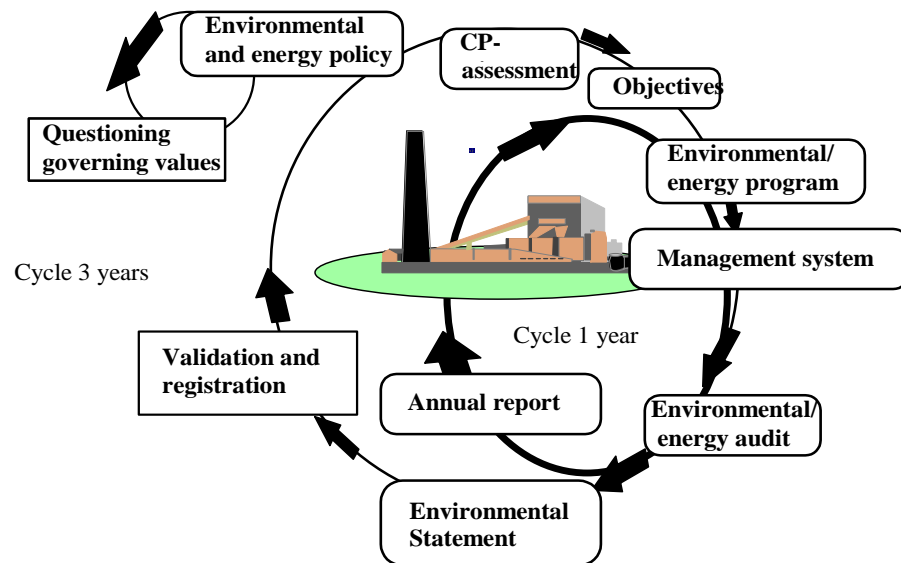 Environmental
and energy policy
CP-
assessment
Objectives
Questioning
governing values
Environmental/
energy program
Management system
Cycle 3 years
Cycle 1 year
Validation and
registration
Annual report
Environmental/
energy audit
Environmental
Statement